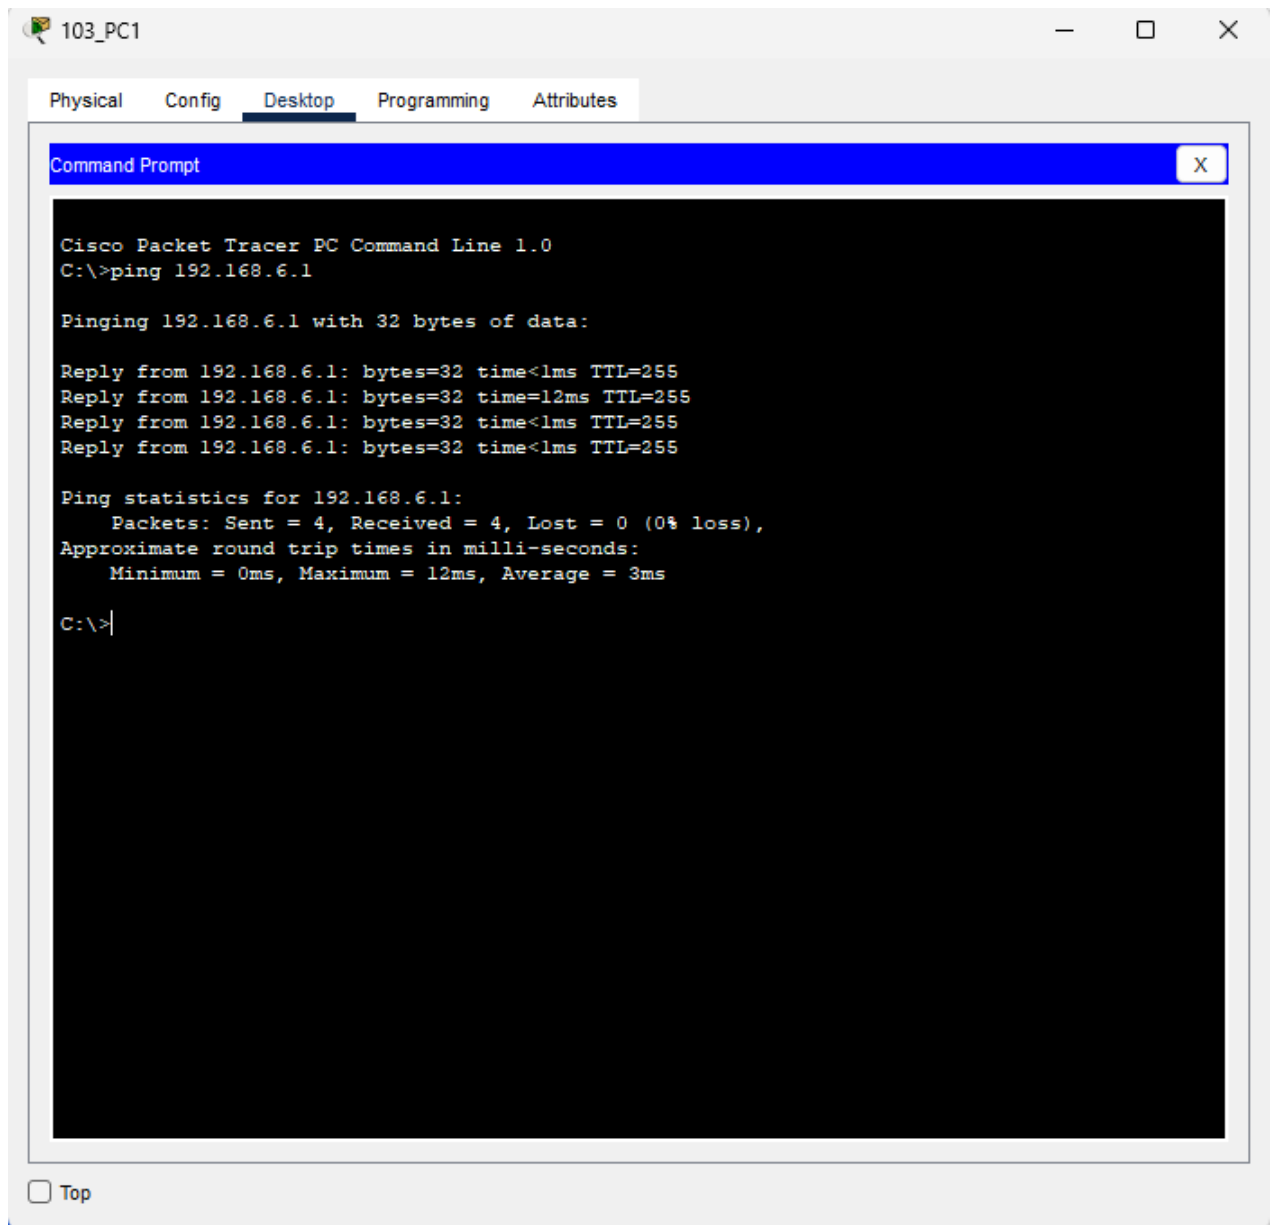 103_PC1
Physical Config Desktop Programming Attributes
Command Prompt
X
Cisco Packet Tracer PC Command Line 1.0
C:\>ping 192.168.6.1
Pinging 192.168.6.1 with 32 bytes of data:
Reply from 192.168.6.1: bytes=32 time<1ms TTL=255
Reply from 192.168.6.1: bytes=32 time=12ms TTL=255
Reply from 192.168.6.1: bytes=32 time<1ms TTL=255
Reply from 192.168.6.1: bytes=32 time<1ms TTL=255
Ping statistics for 192.168.6.1:
    Packets: Sent = 4, Received = 4, Lost = 0 (0% loss),
Approximate round trip times in milli-seconds:
    Minimum = 0ms, Maximum = 12ms, Average = 3ms
C:\>
Top